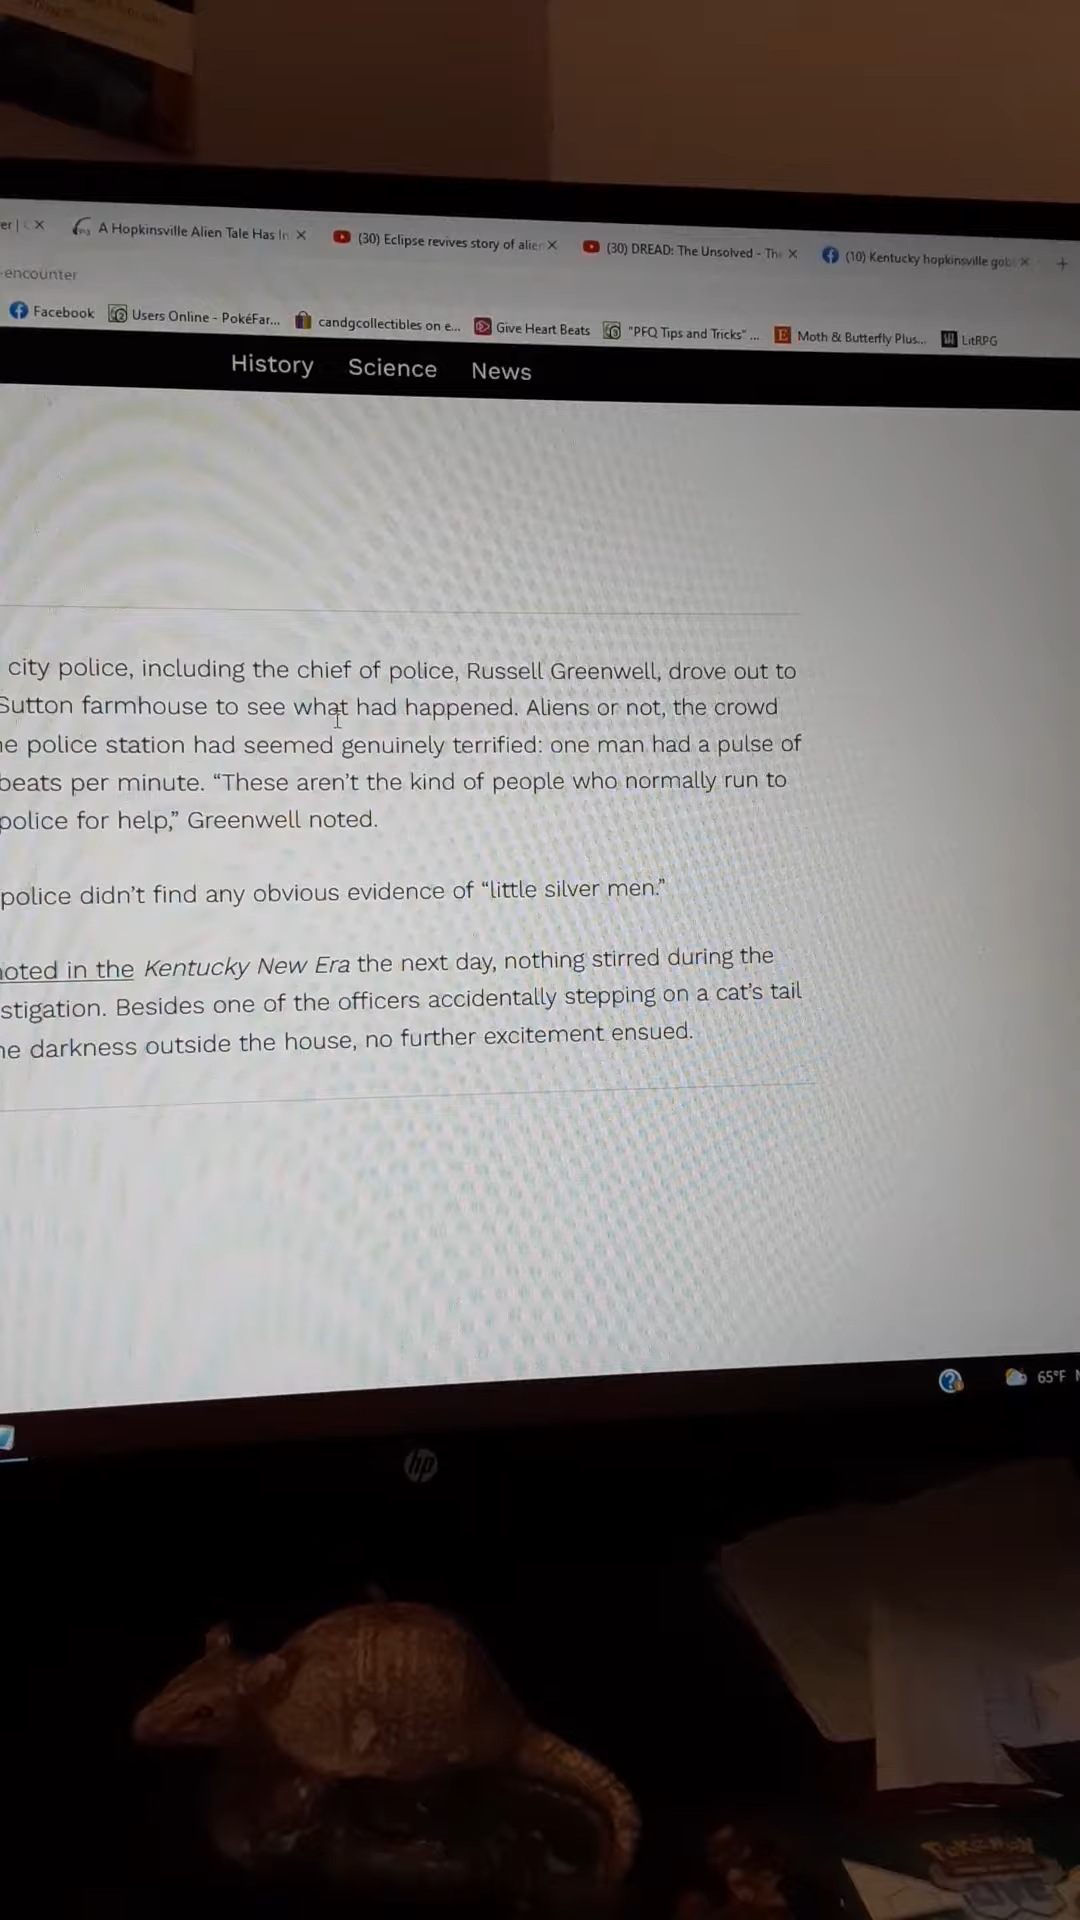 er |
A Hopkinsville Alien Tale Has In
(30) Eclipse revives story of alien
(30) DREAD: The Unsolved - The
(10) Kentucky hopkinsville gob
-encounter
Facebook
Users Online - PokéFar...
candgcollectibles on e...
Give Heart Beats
"PFQ Tips and Tricks" ...
Moth & Butterfly Plus...
LitRPG
History Science News
city police, including the chief of police, Russell Greenwell, drove out to
Sutton farmhouse to see what had happened. Aliens or not, the crowd
he police station had seemed genuinely terrified: one man had a pulse of
beats per minute. “These aren’t the kind of people who normally run to
police for help,” Greenwell noted.
police didn’t find any obvious evidence of “little silver men.”
noted in the Kentucky New Era the next day, nothing stirred during the
stigation. Besides one of the officers accidentally stepping on a cat’s tail
he darkness outside the house, no further excitement ensued.
65°F
hp
POKéMON